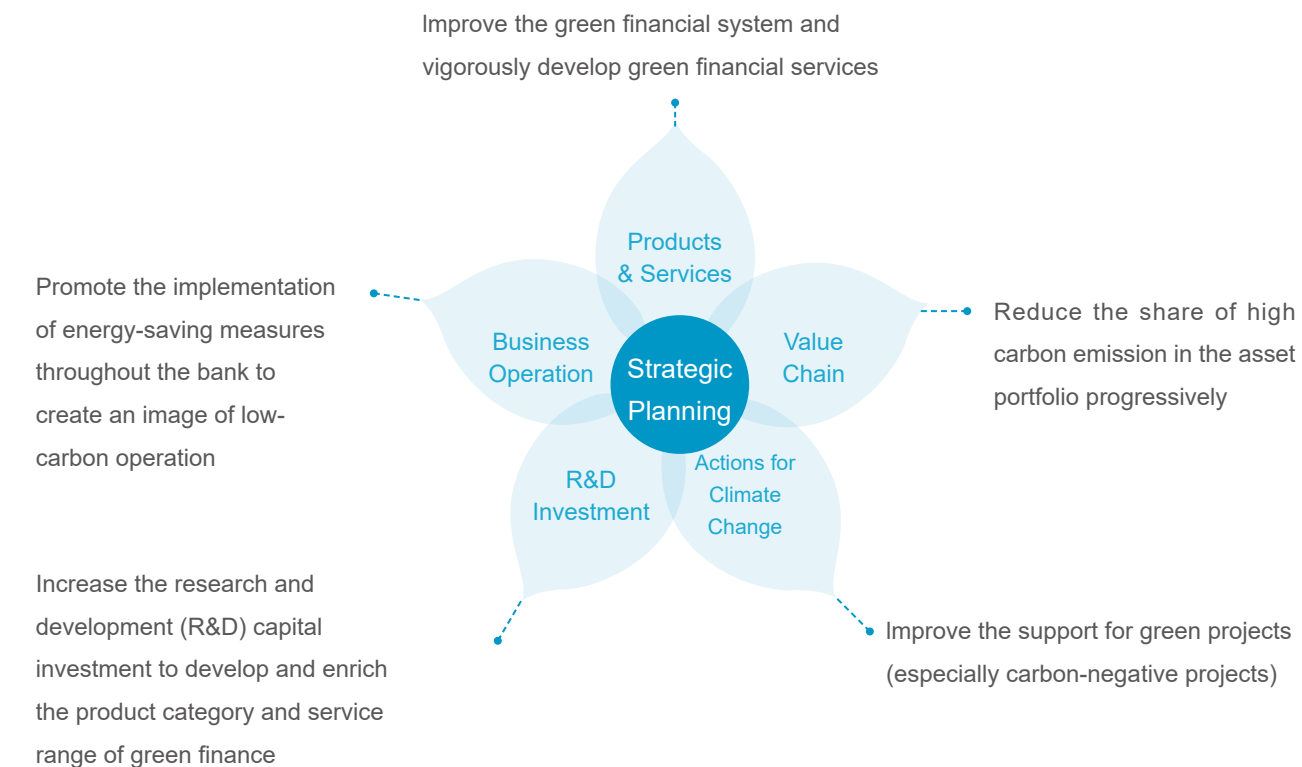 Improve the green financial system and
vigorously develop green financial services
Products
& Services
Promote the implementation
of energy-saving measures
throughout the bank to
create an image of low-
carbon operation
Business
Operation
Strategic
Planning
Value
Chain
Reduce the share of high
carbon emission in the asset
portfolio progressively
R&D
Investment
Actions for
Climate
Change
Increase the research and
development (R&D) capital
investment to develop and enrich
the product category and service
range of green finance
Improve the support for green projects
(especially carbon-negative projects)